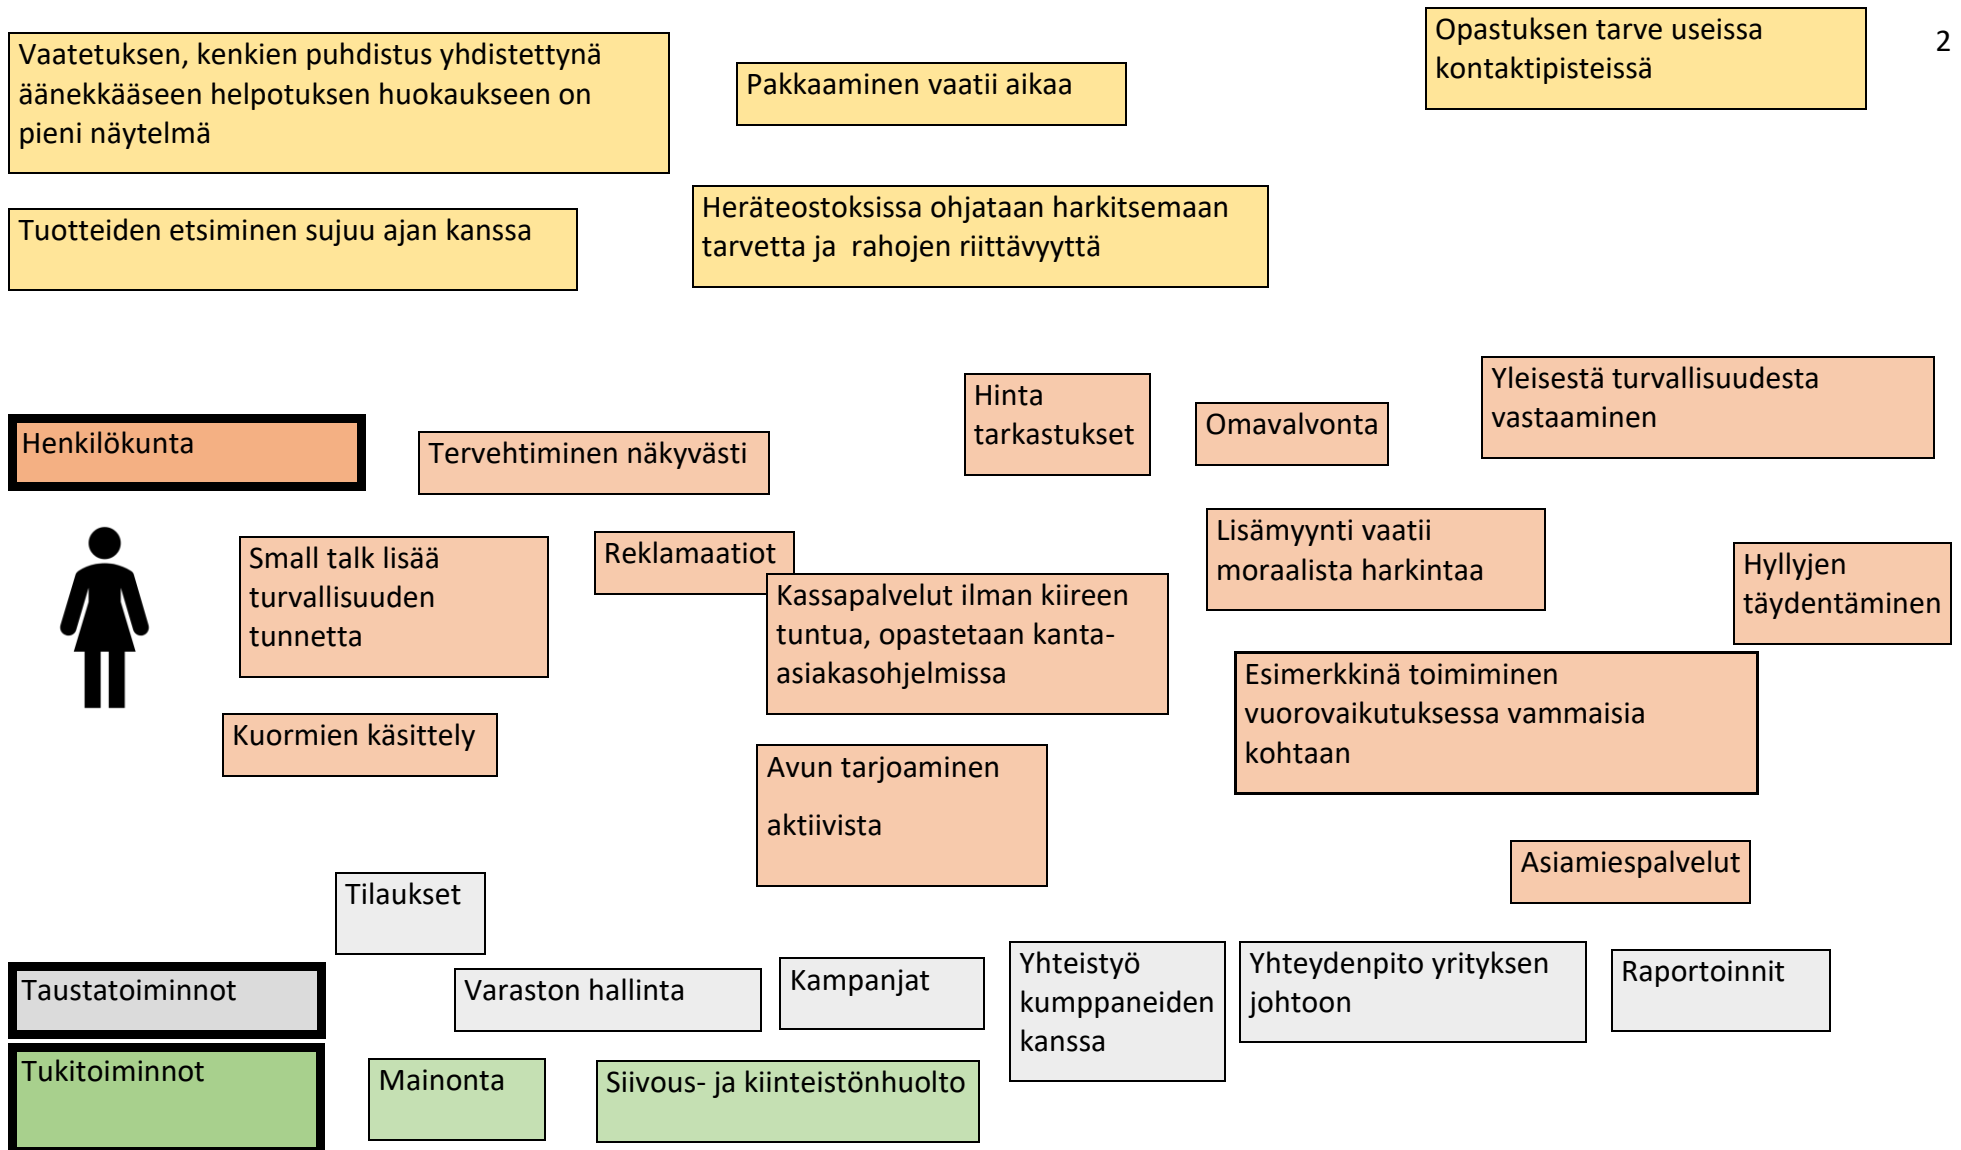 2
Vaatetuksen, kenkien puhdistus yhdistettynä
äänekkääseen helpotuksen huokaukseen on
pieni näytelmä
Pakkaaminen vaatii aikaa
Opastuksen tarve useissa
kontaktipisteissä
Tuotteiden etsiminen sujuu ajan kanssa
Heräteostoksissa ohjataan harkitsemaan
tarvetta ja  rahojen riittävyyttä
Henkilökunta
Tervehtiminen näkyvästi
Hinta
tarkastukset
Omavalvonta
Yleisestä turvallisuudesta
vastaaminen
Small talk lisää
turvallisuuden
tunnetta
Reklamaatiot
Kassapalvelut ilman kiireen
tuntua, opastetaan kanta-
asiakasohjelmissa
Lisämyynti vaatii
moraalista harkintaa
Hyllyjen
täydentäminen
Esimerkkinä toimiminen
vuorovaikutuksessa vammaisia
kohtaan
Kuormien käsittely
Avun tarjoaminen
aktiivista
Asiamiespalvelut
Tilaukset
Taustatoiminnot
Varaston hallinta
Kampanjat
Yhteistyö
kumppaneiden
kanssa
Yhteydenpito yrityksen
johtoon
Raportoinnit
Tukitoiminnot
Mainonta
Siivous- ja kiinteistönhuolto